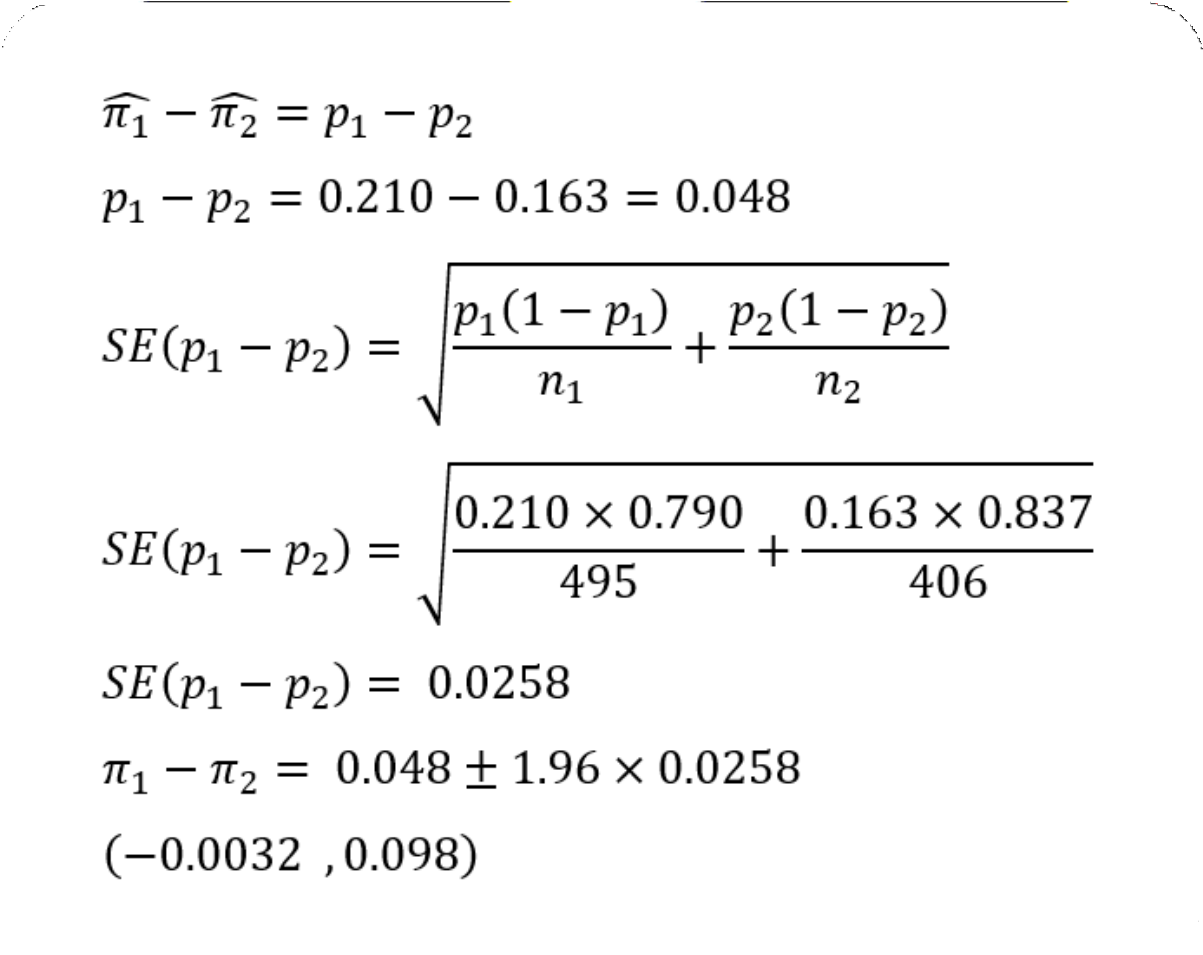 π̂₁ − π̂₂ = p₁ − p₂
p₁ − p₂ = 0.210 − 0.163 = 0.048
SE(p₁ − p₂) = √(p₁(1 − p₁)/n₁ + p₂(1 − p₂)/n₂)
SE(p₁ − p₂) = √(0.210 × 0.790/495 + 0.163 × 0.837/406)
SE(p₁ − p₂) = 0.0258
π₁ − π₂ = 0.048 ± 1.96 × 0.0258
(−0.0032 , 0.098)